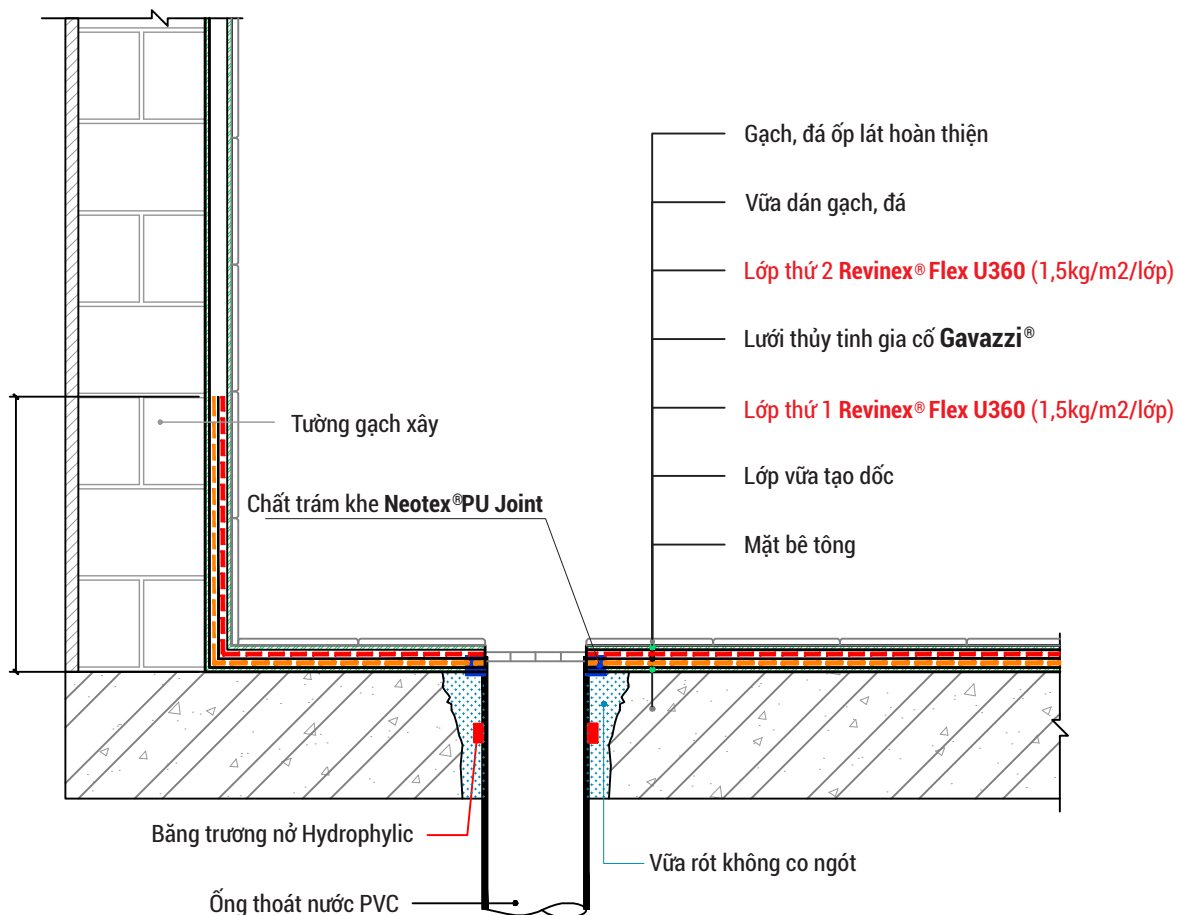 Gạch, đá ốp lát hoàn thiện
Vữa dán gạch, đá
Lớp thứ 2 Revinex® Flex U360 (1,5kg/m2/lớp)
Lưới thủy tinh gia cố Gavazzi®
Lớp thứ 1 Revinex® Flex U360 (1,5kg/m2/lớp)
Tường gạch xây
Lớp vữa tạo dốc
Chất trám khe Neotex®PU Joint
Mặt bê tông
Băng trương nở Hydrophylic
Vữa rót không co ngót
Ống thoát nước PVC